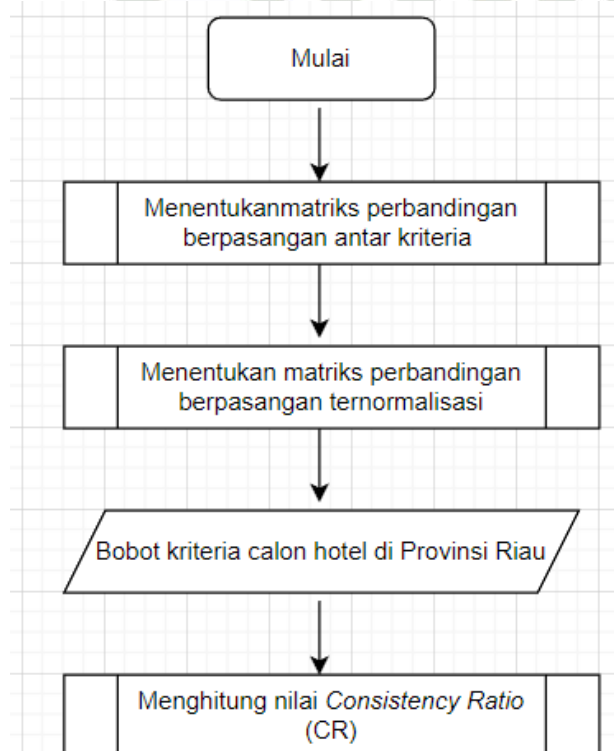 Mulai
Menentukanmatriks perbandingan
berpasangan antar kriteria
Menentukan matriks perbandingan
berpasangan ternormalisasi
Bobot kriteria calon hotel di Provinsi Riau
Menghitung nilai Consistency Ratio
(CR)